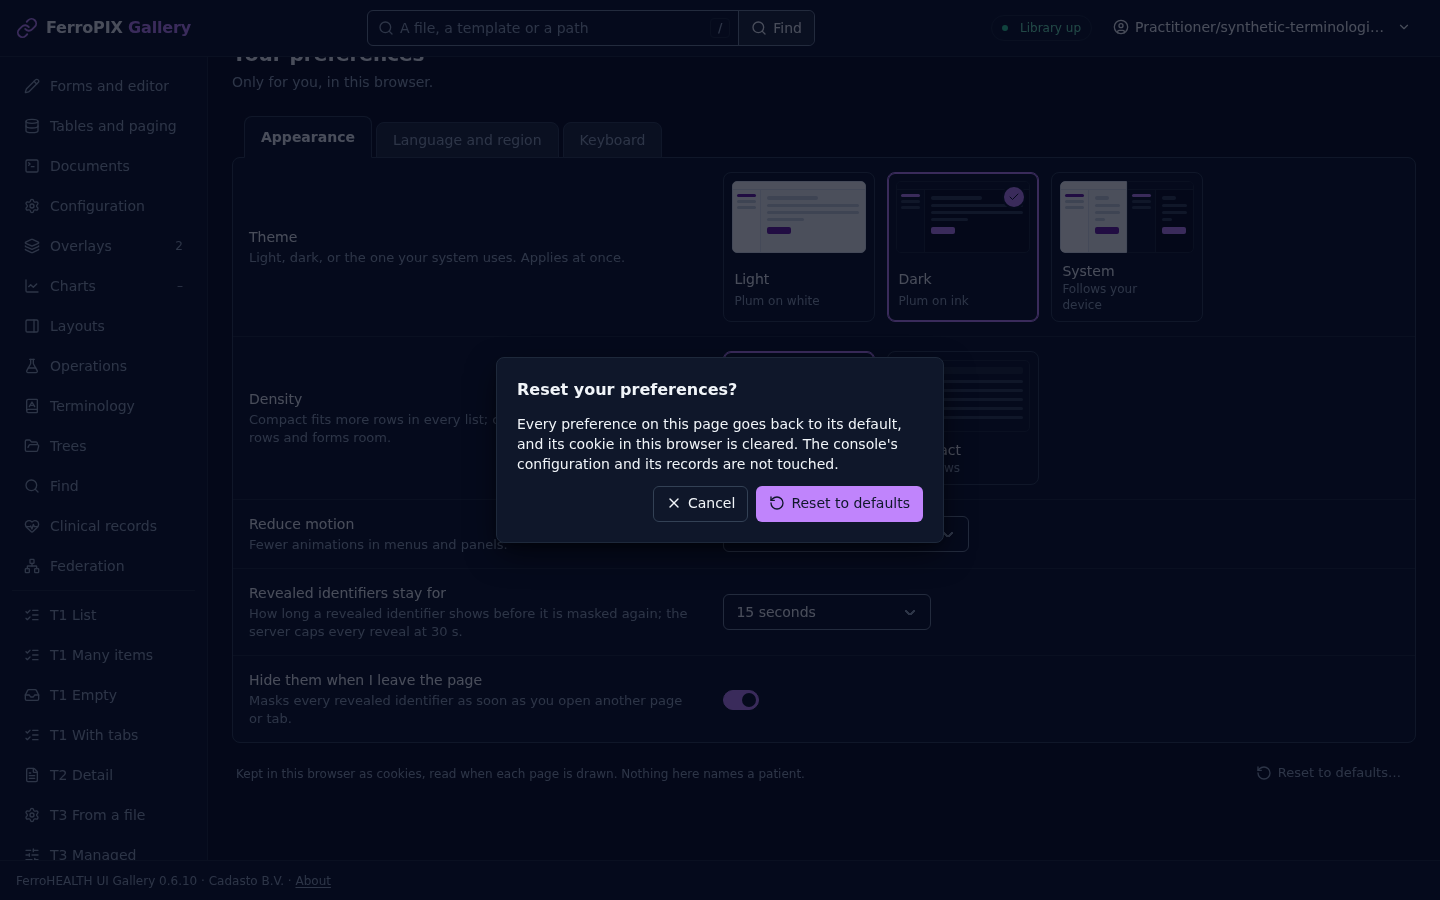 FerroPIX Gallery
A file, a template or a path
/
Find
Library up
Practitioner/synthetic-terminologi...
Forms and editor
Tables and paging
Documents
Configuration
Overlays 2
Charts –
Layouts
Operations
Terminology
Trees
Find
Clinical records
Federation
T1 List
T1 Many items
T1 Empty
T1 With tabs
T2 Detail
T3 From a file
T3 Managed
Your preferences
Only for you, in this browser.
Appearance
Language and region
Keyboard
Theme
Light, dark, or the one your system uses. Applies at once.
Light
Plum on white
Dark
Plum on ink
System
Follows your
device
Density
Compact fits more rows in every list;
rows and forms room.
Reset your preferences?
Every preference on this page goes back to its default,
and its cookie in this browser is cleared. The console's
configuration and its records are not touched.
Cancel
Reset to defaults
Reduce motion
Fewer animations in menus and panels.
Revealed identifiers stay for
How long a revealed identifier shows before it is masked again; the
server caps every reveal at 30 s.
15 seconds
Hide them when I leave the page
Masks every revealed identifier as soon as you open another page
or tab.
Kept in this browser as cookies, read when each page is drawn. Nothing here names a patient.
Reset to defaults...
FerroHEALTH UI Gallery 0.6.10 · Cadasto B.V. · About